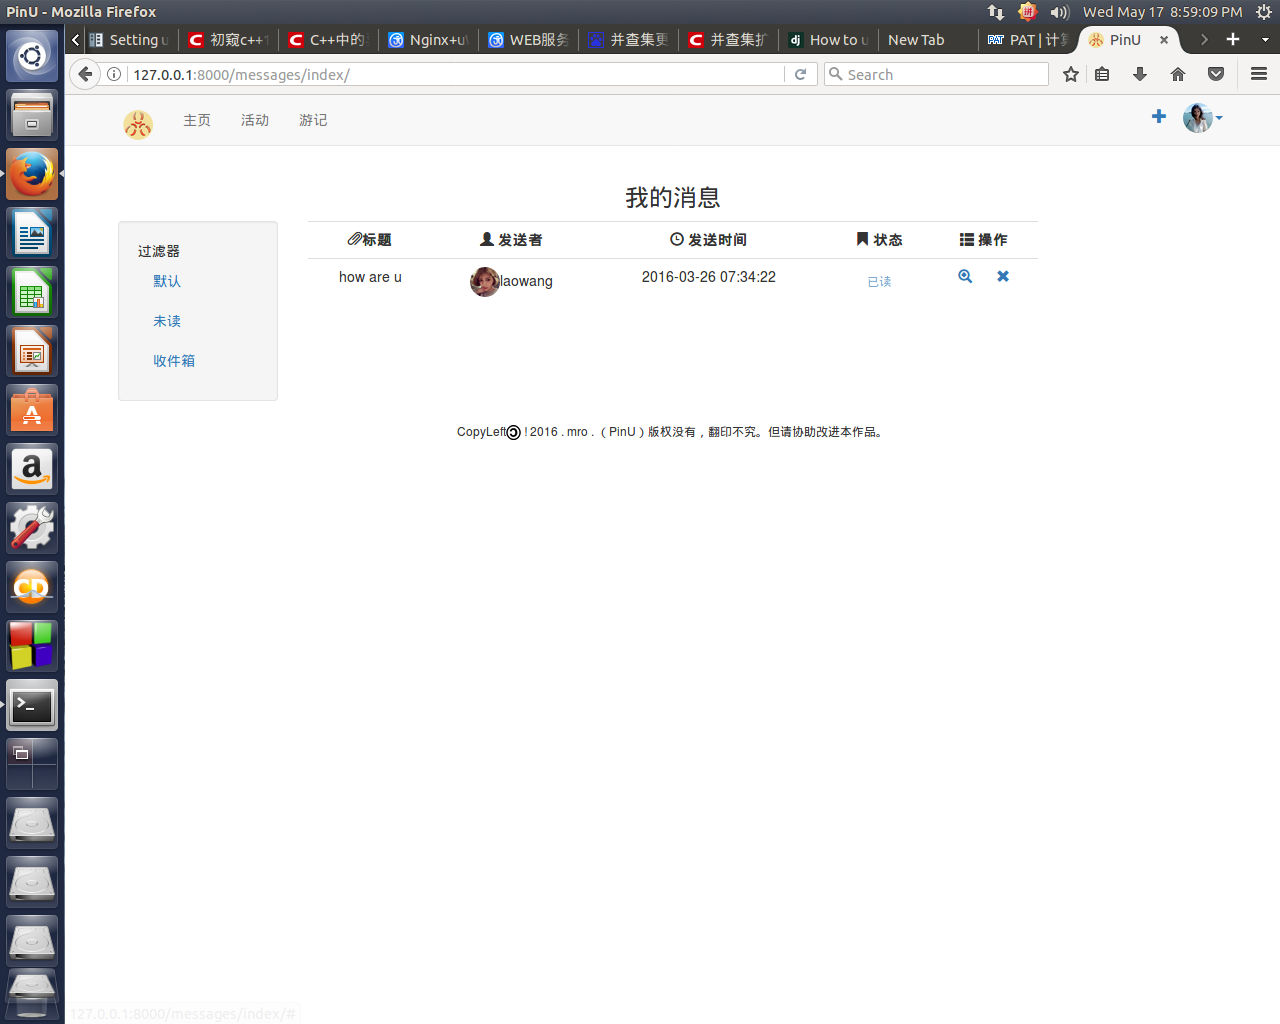 PinU - Mozilla Firefox
Wed May 17 8:59:09 PM
Setting u
初窥c++1
C++中的
Nginx+uV
WEB服务
并查集更
并查集扩
How to u
New Tab
PAT | 计算
PinU
127.0.0.1:8000/messages/index/
Search
主页 活动 游记
我的消息
过滤器
默认
未读
收件箱
标题 发送者 发送时间 状态 操作
how are u laowang 2016-03-26 07:34:22 已读
CopyLeft ! 2016 . mro . （PinU）版权没有，翻印不究。但请协助改进本作品。
127.0.0.1:8000/messages/index/#